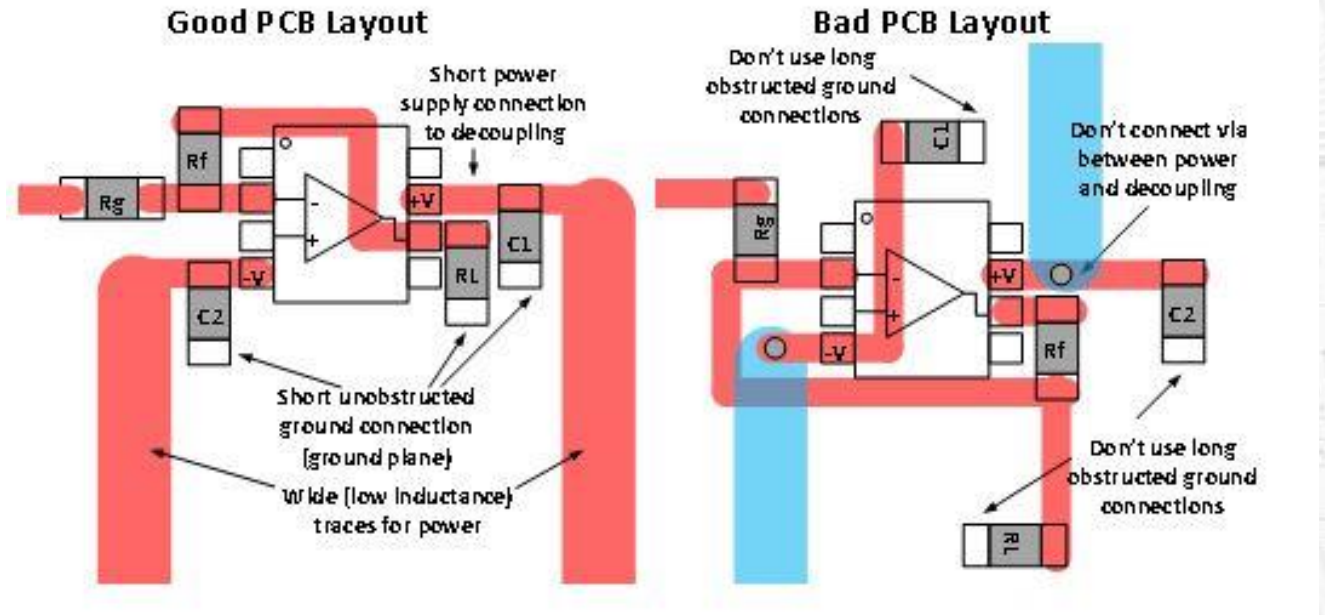 Good PCB Layout
Short power
supply connection
to decoupling
Rf
Rg
-
+
+V
-V
C1
RL
C2
Short unobstructed
ground connection
(ground plane)
Wide (low inductance)
traces for power
Bad PCB Layout
Don't use long
obstructed ground
connections
C1
Don't connect via
between power
and decoupling
Rg
-
+
+V
-V
C2
Rf
Don't use long
obstructed ground
connections
RL